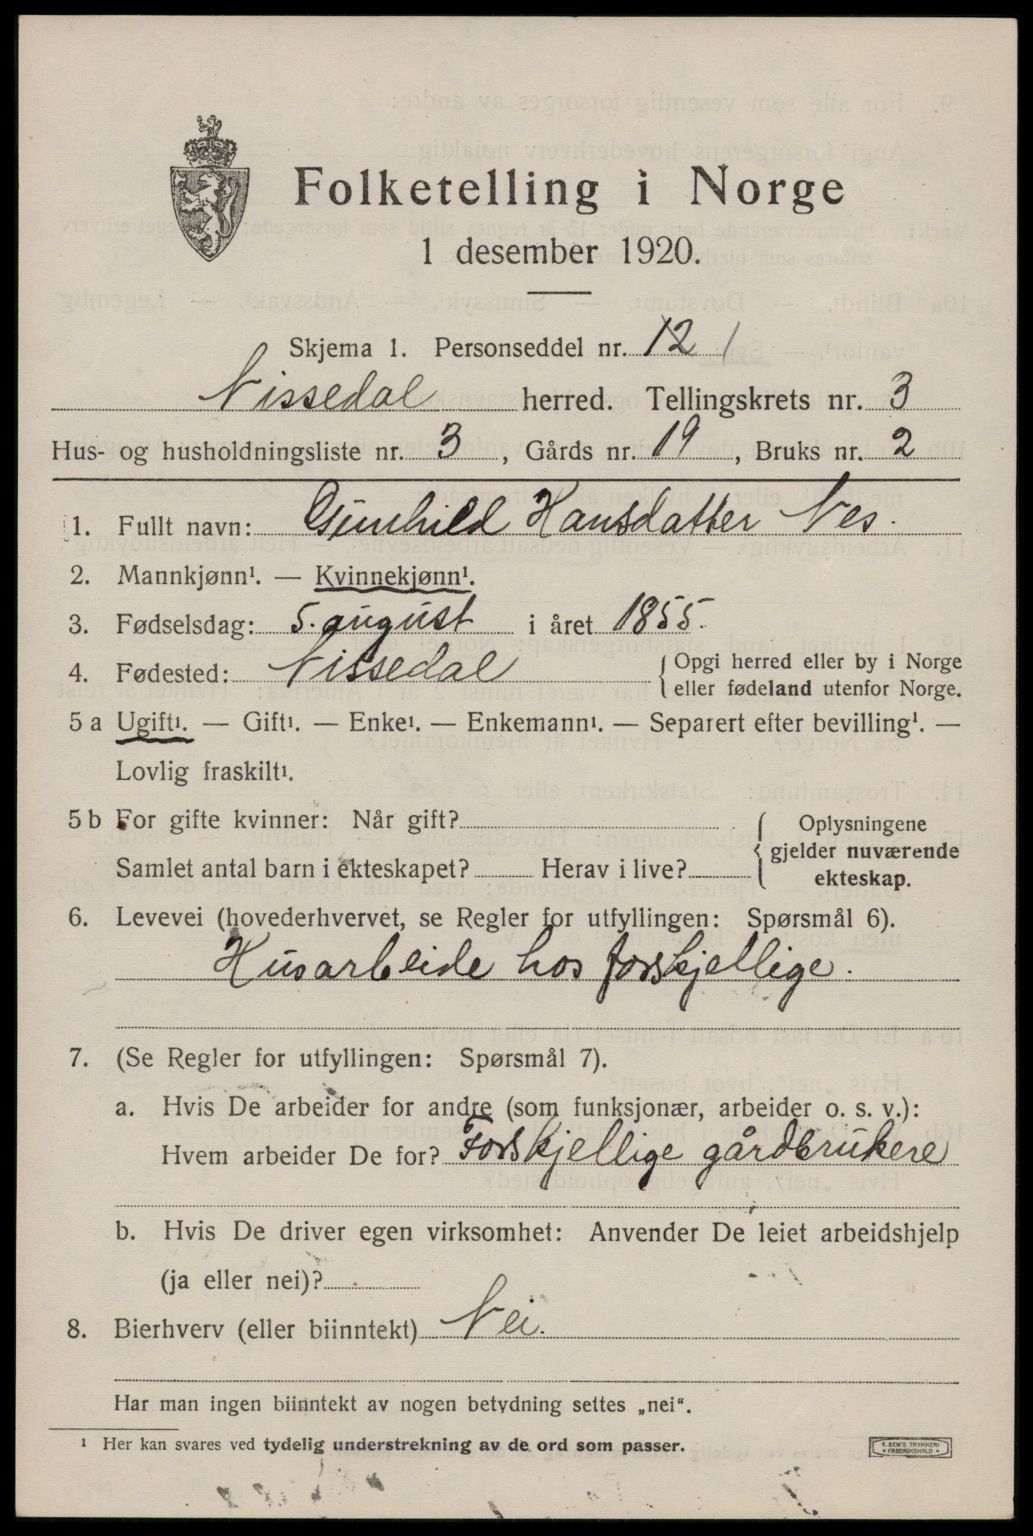 Folketelling i Norge
1 desember 1920.
Skjema 1. Personseddel nr. 12 1
Nissedal herred. Tellingskrets nr. 3
Hus- og husholdningsliste nr. 3, Gårds nr. 19, Bruks nr. 2
1. Fullt navn: Gunhild Hansdatter Nes.
2. Mannkjønn¹. — Kvinnekjønn¹.
3. Fødselsdag: 5. august i året 1855.
4. Fødested: Nissedal { Opgi herred eller by i Norge
eller fødeland utenfor Norge.
5 a Ugift¹. — Gift¹. — Enke¹. — Enkemann¹. — Separert efter bevilling¹. —
Lovlig fraskilt¹.
5 b For gifte kvinner: Når gift? { Oplysningene
gjelder nuværende
Samlet antal barn i ekteskapet? Herav i live?
ekteskap.
6. Levevei (hovederhvervet, se Regler for utfyllingen: Spørsmål 6).
Husarbeide hos forskjellige.
7. (Se Regler for utfyllingen: Spørsmål 7).
a. Hvis De arbeider for andre (som funksjonær, arbeider o. s. v.):
Hvem arbeider De for? Forskjellige gårdbrukere
b. Hvis De driver egen virksomhet: Anvender De leiet arbeidshjelp
(ja eller nei)?
8. Bierhverv (eller biinntekt) Nei.
Har man ingen biinntekt av nogen betydning settes „nei“.
¹ Her kan svares ved tydelig understrekning av de ord som passer.
E. SEM'S TRYKKERI
• FREDRIKSHALD •